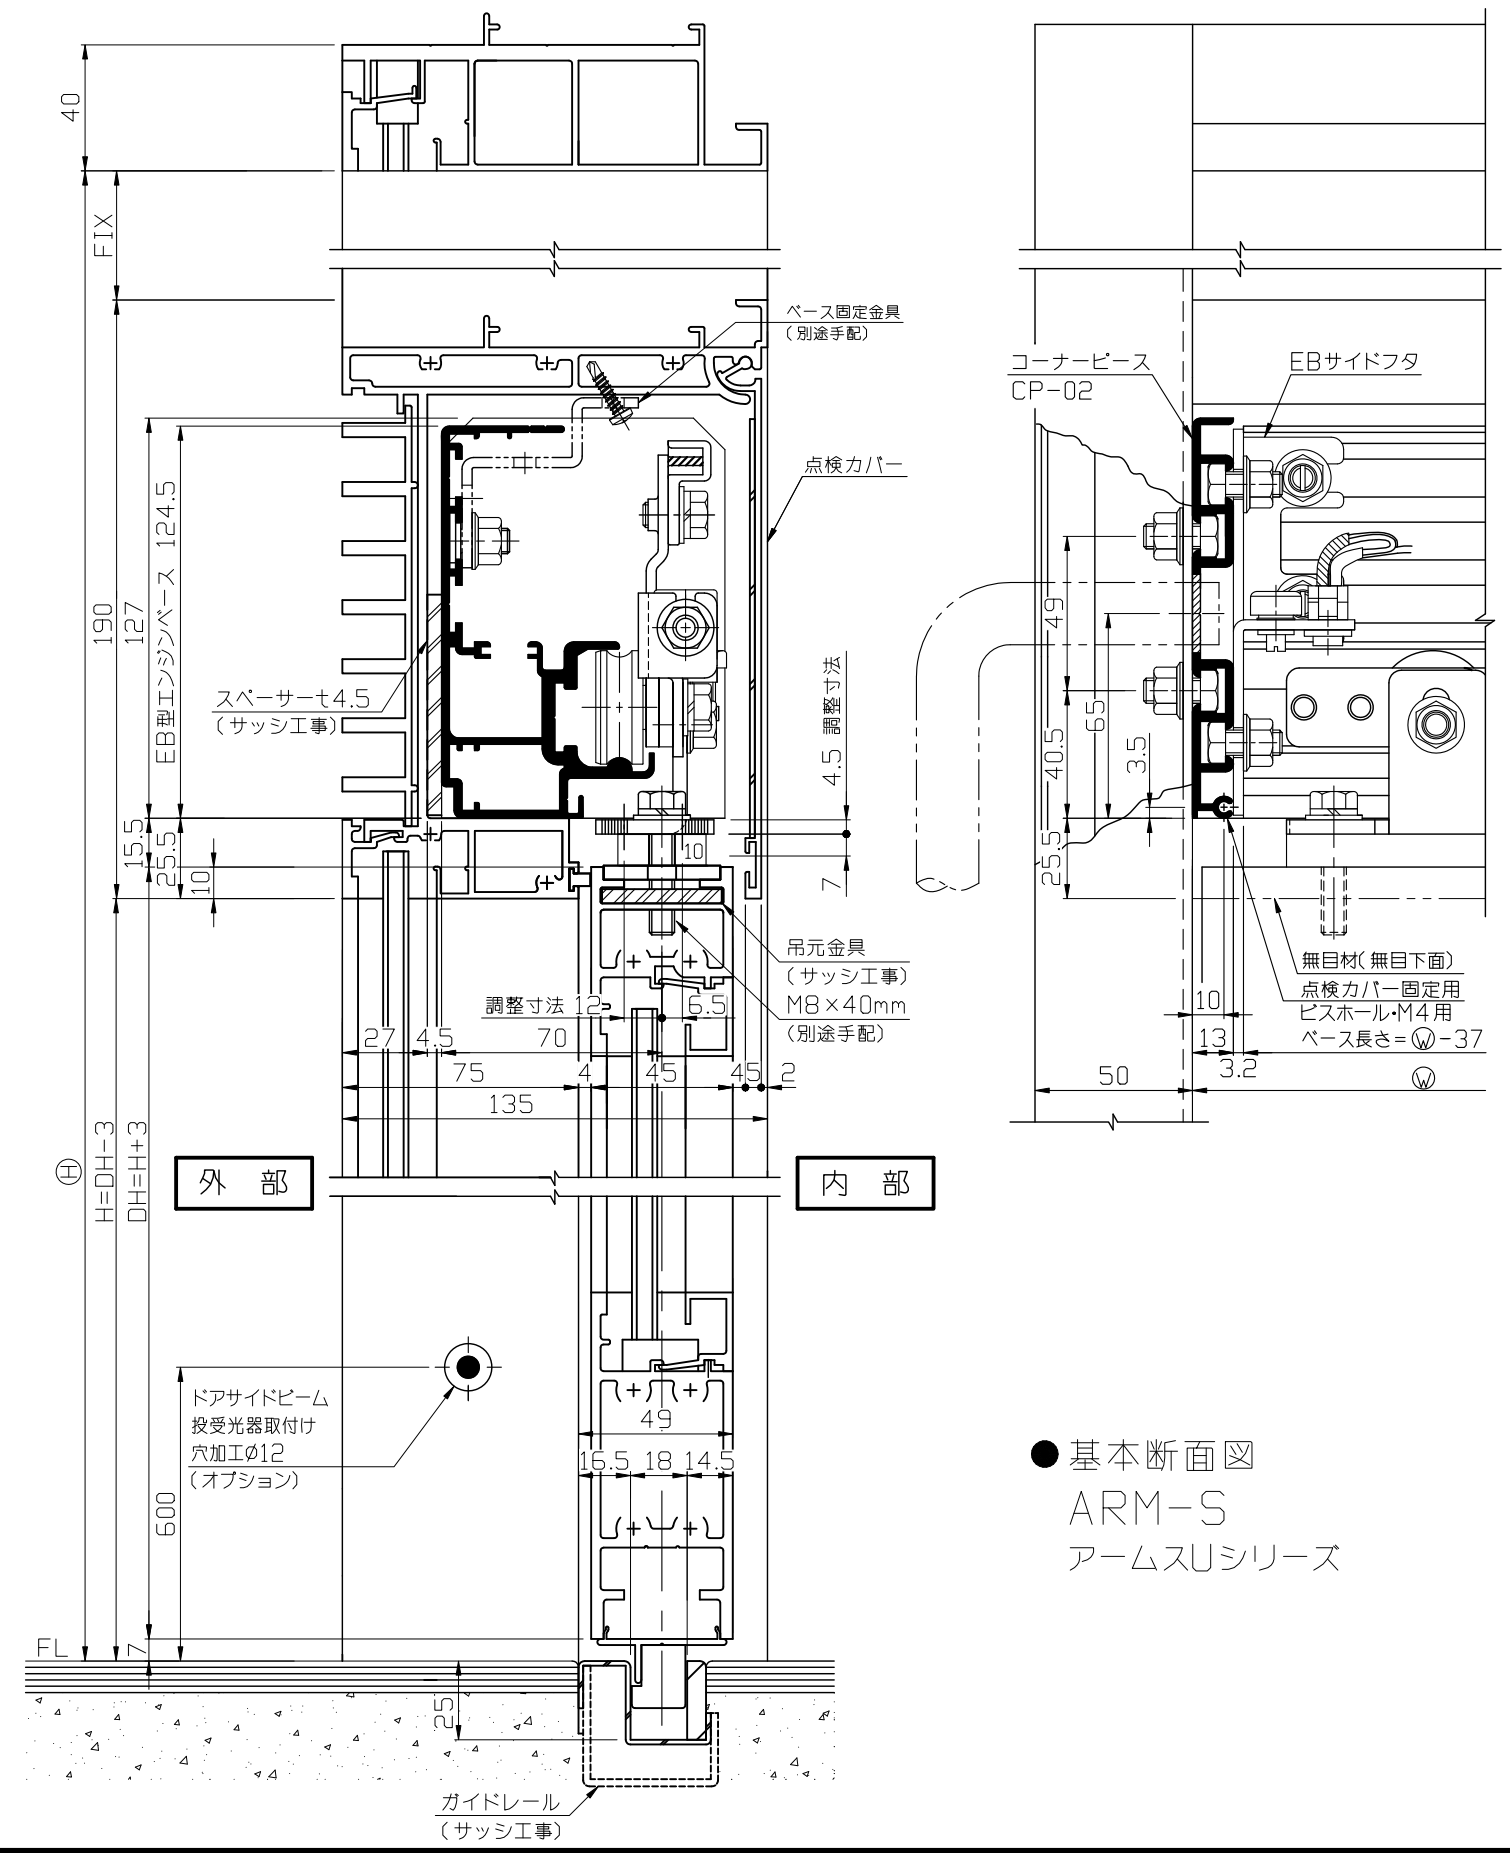 40
FIX
ベース固定金具
(別途手配)
コーナーピース
CP-02
EBサイドフタ
点検カバー
190
127
EB型エンジンベース 124.5
スペーサーt4.5
(サッシ工事)
4.5 調整寸法
49
65
40.5
3.5
15.5
25.5
10
10
7
25.5
吊元金具
(サッシ工事)
M8×40mm
(別途手配)
無目材(無目下面)
点検カバー固定用
ビスホール・M4用
ベース長さ=Ⓦ-37
10
13
3.2
50
Ⓦ
調整寸法 12
6.5
27
4.5
70
75
4
45
45
2
135
Ⓗ
H=DH-3
DH=H+3
外 部
内 部
ドアサイドビーム
投受光器取付け
穴加工φ12
(オプション)
49
16.5
18
14.5
600
●基本断面図
ARM-S
アームスUシリーズ
FL
7
25
ガイドレール
(サッシ工事)